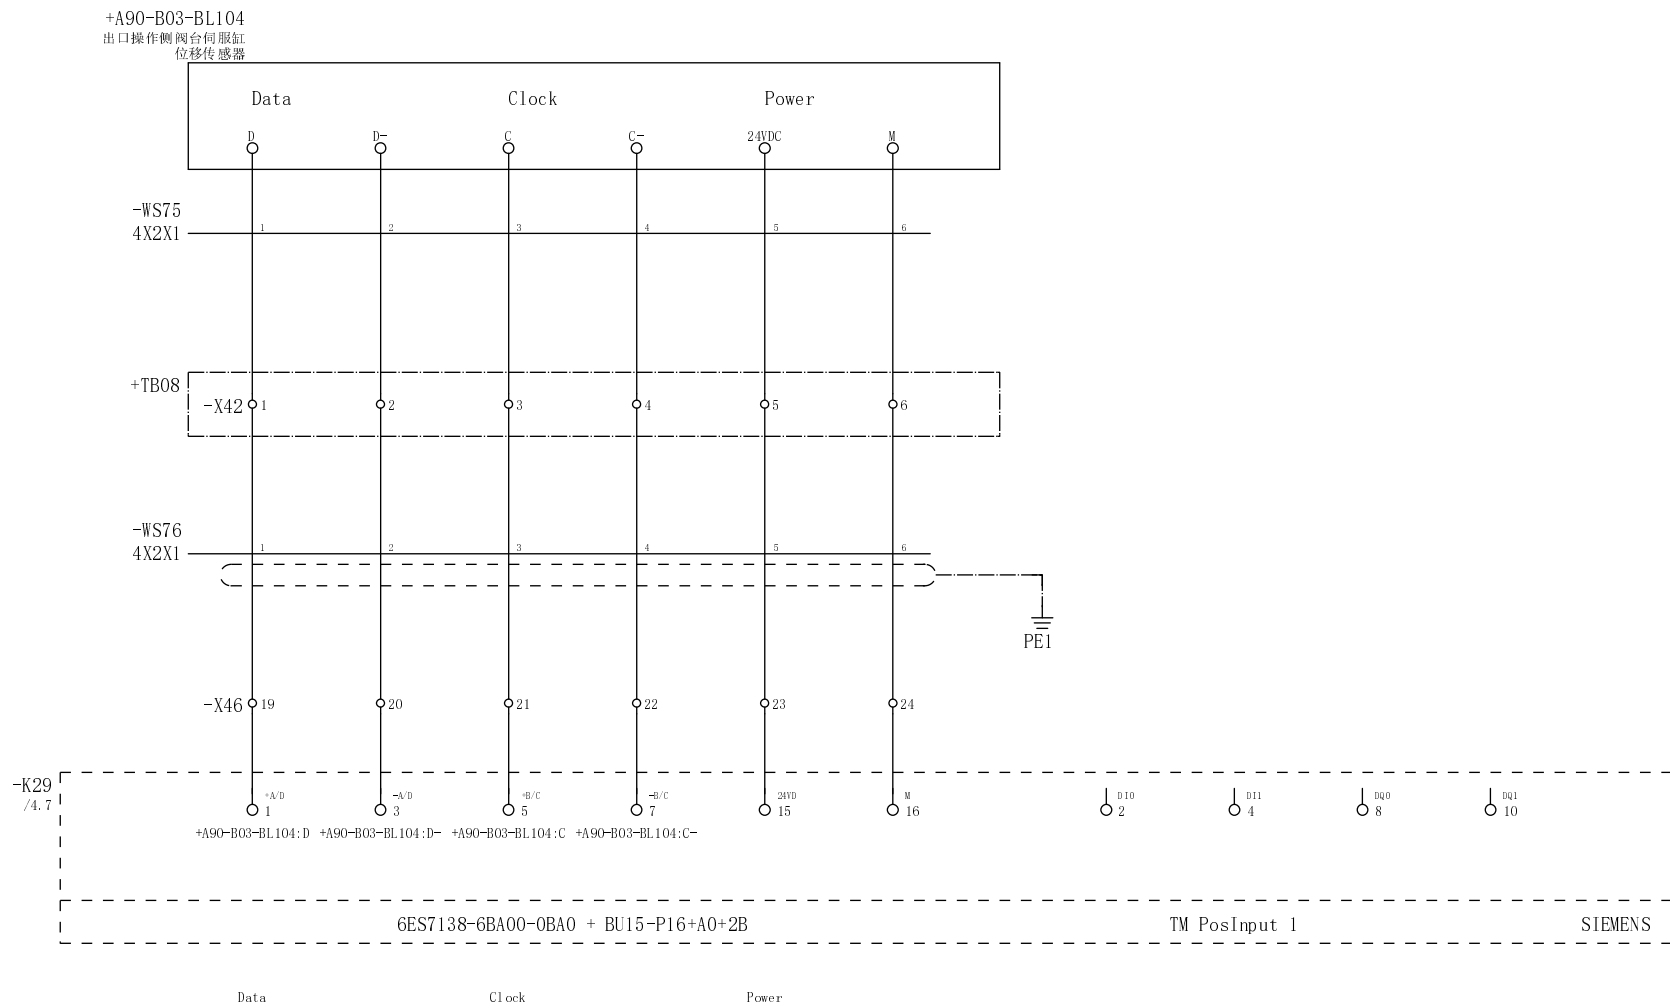 +A90-B03-BL104
出口操作侧阀台伺服缸
位移传感器
Data Clock Power
D D- C C- 24VDC M
-WS75
4X2X1 1 2 3 4 5 6
+TB08
-X42 1 2 3 4 5 6
-WS76
4X2X1 1 2 3 4 5 6
PE1
-X46 19 20 21 22 23 24
-K29
/4.7
+A/D -A/D +B/C -B/C 24VD M DI0 DI1 DQ0 DQ1
1 3 5 7 15 16 2 4 8 10
+A90-B03-BL104:D +A90-B03-BL104:D- +A90-B03-BL104:C +A90-B03-BL104:C-
6ES7138-6BA00-0BA0 + BU15-P16+A0+2B TM PosInput 1 SIEMENS
Data Clock Power